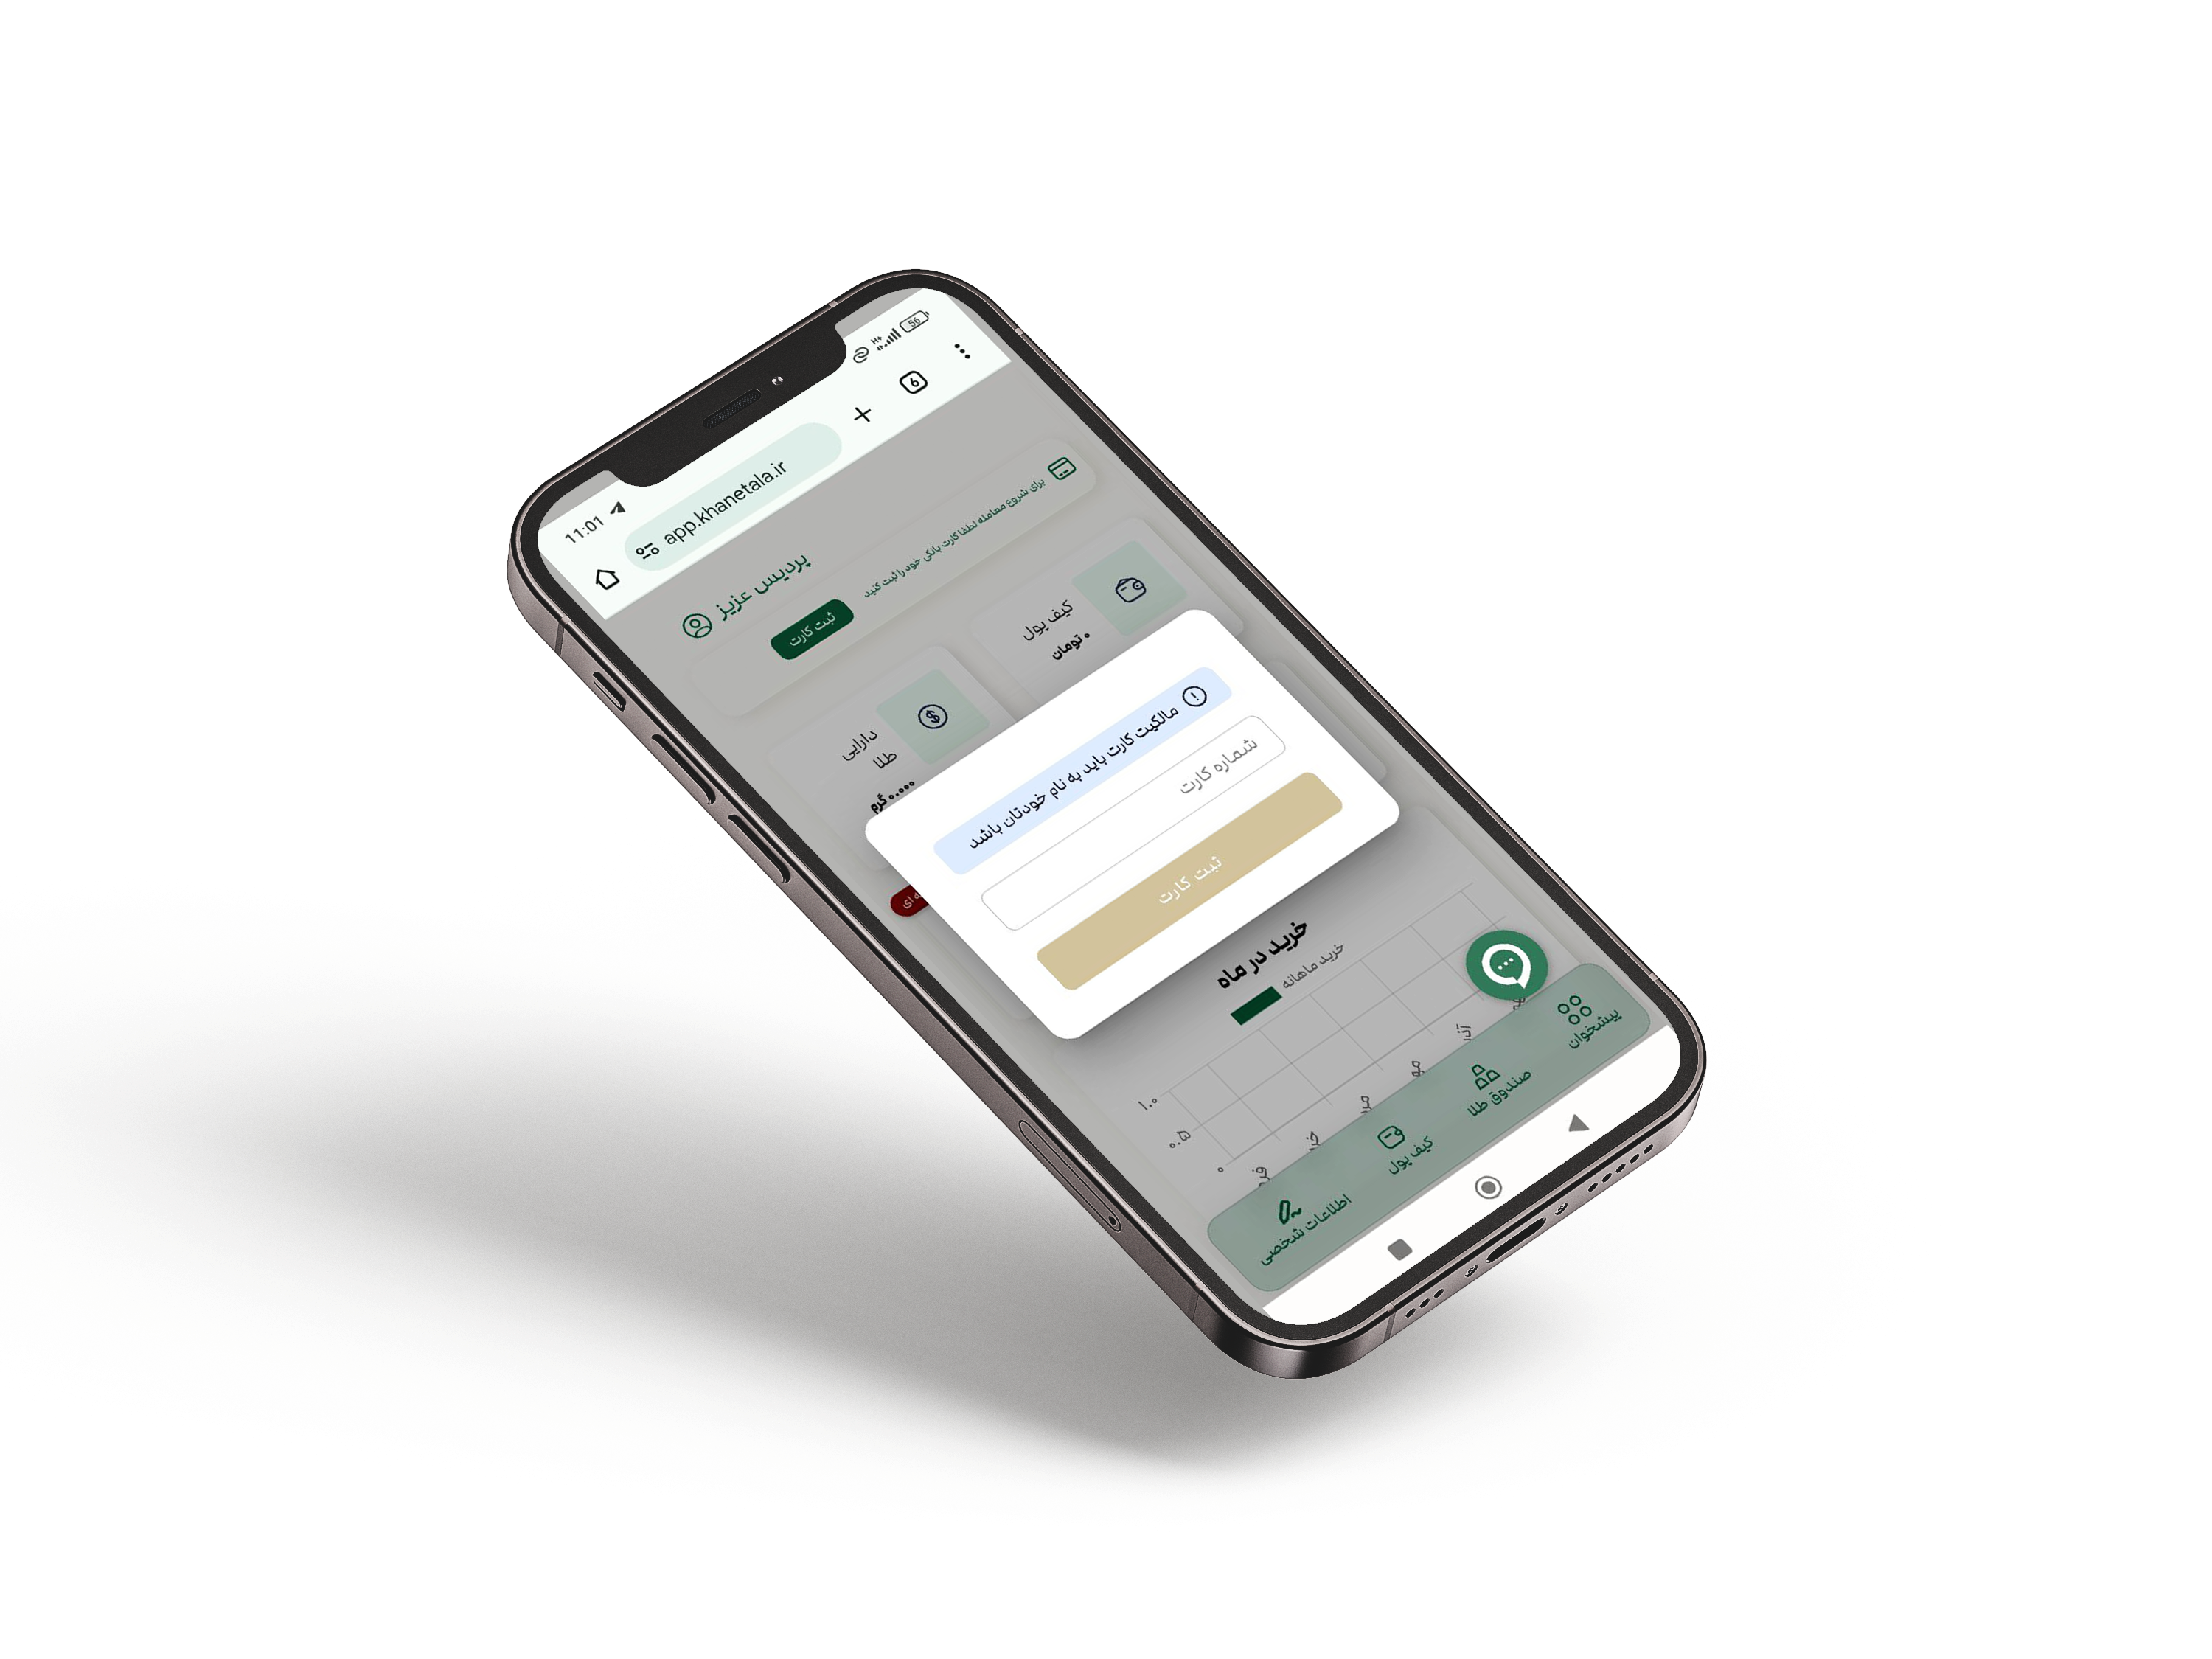 11:01
H+
56
app.khanetala.ir
6
پردیس عزیز
برای شروع معامله لطفا کارت بانکی خود را ثبت کنید
ثبت کارت
کیف پول
۰ تومان
دارایی
طلا
۰.۰۰۰ گرم
مالکیت کارت باید به نام خودتان باشد
شماره کارت
ثبت کارت
خرید در ماه
خرید ماهانه
۱.۰
۰.۵
۰
پیشخوان
صندوق طلا
کیف پول
اطلاعات شخصی